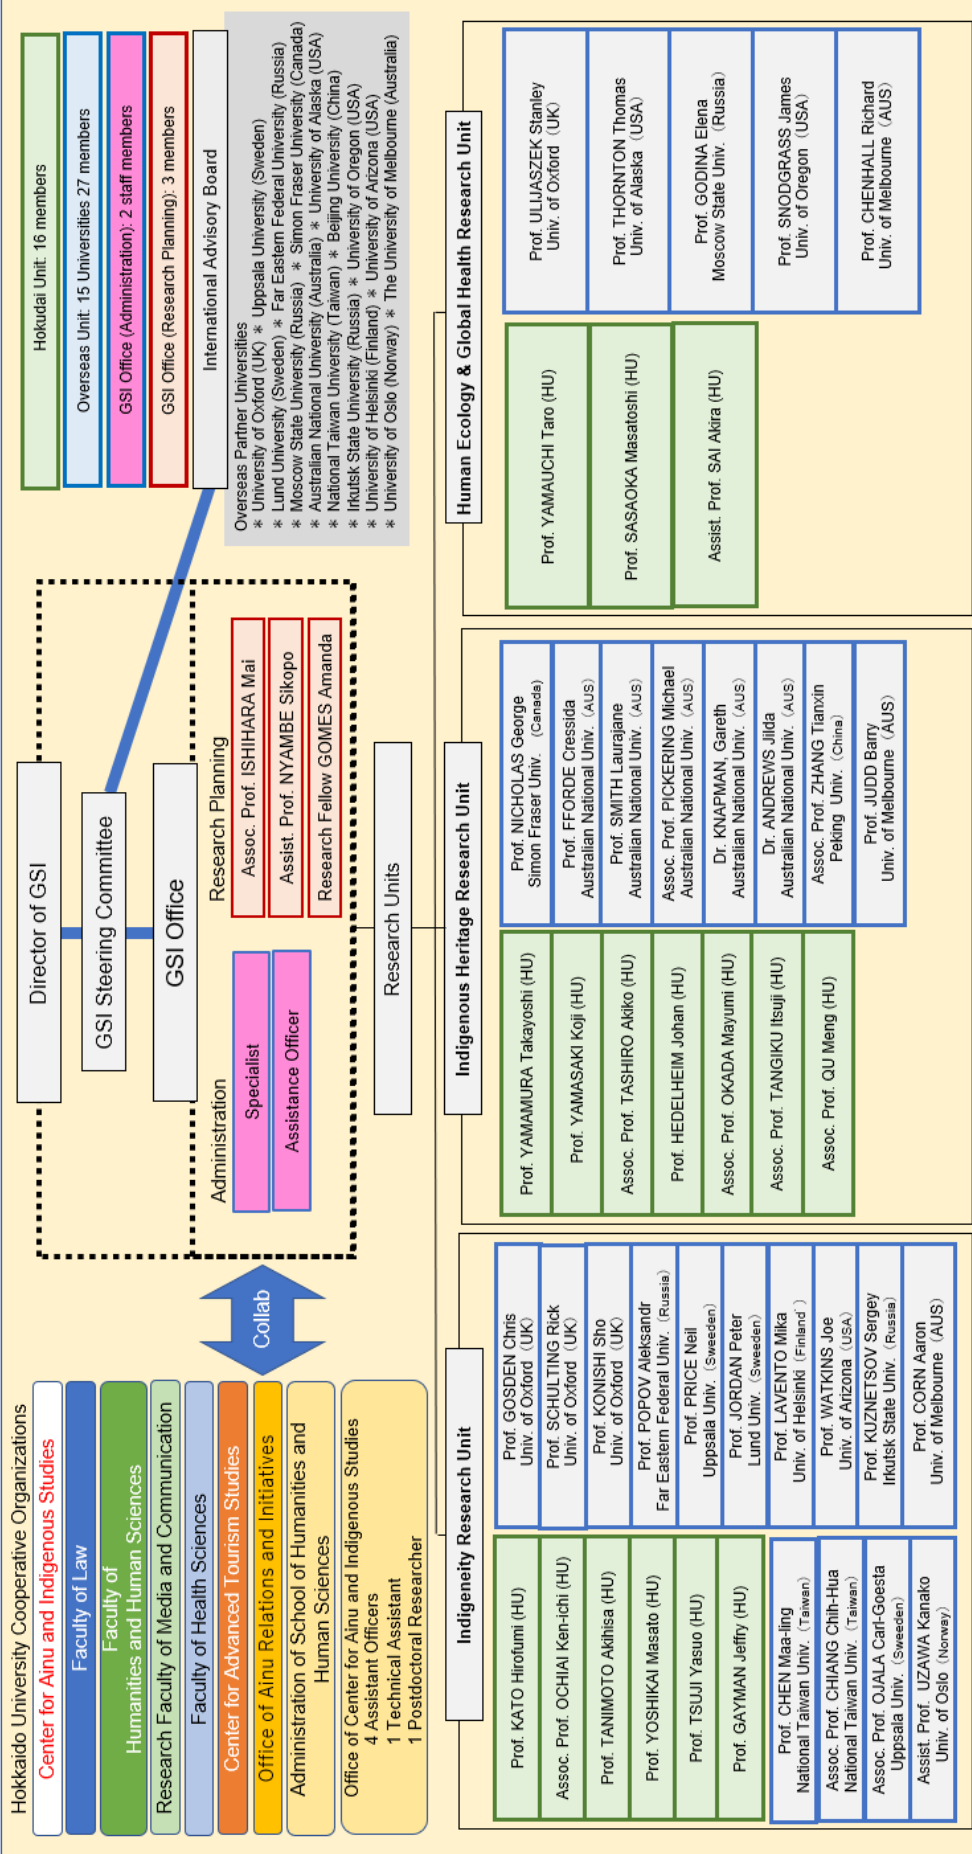 Hokkaido University Cooperative Organizations
Center for Ainu and Indigenous Studies
Faculty of Law
Faculty of
Humanities and Human Sciences
Research Faculty of Media and Communication
Faculty of Health Sciences
Center for Advanced Tourism Studies
Office of Ainu Relations and Initiatives
Administration of School of Humanities and
Human Sciences
Office of Center for Ainu and Indigenous Studies
4 Assistant Officers
1 Technical Assistant
1 Postdoctoral Researcher
Collab
Director of GSI
GSI Steering Committee
GSI Office
Administration
Specialist
Assistance Officer
Research Planning
Assoc. Prof. ISHIHARA Mai
Assist. Prof. NYAMBE Sikopo
Research Fellow GOMES Amanda
Hokudai Unit: 16 members
Overseas Unit: 15 Universities 27 members
GSI Office (Administration): 2 staff members
GSI Office (Research Planning): 3 members
International Advisory Board
Overseas Partner Universities
* University of Oxford (UK) * Uppsala University (Sweden)
* Lund University (Sweden) * Far Eastern Federal University (Russia)
* Moscow State University (Russia) * Simon Fraser University (Canada)
* Australian National University (Australia) * University of Alaska (USA)
* National Taiwan University (Taiwan) * Beijing University (China)
* Irkutsk State University (Russia) * University of Oregon (USA)
* University of Helsinki (Finland) * University of Arizona (USA)
* University of Oslo (Norway) * The University of Melbourne (Australia)
Research Units
Indigeneity Research Unit
Prof. KATO Hirofumi (HU)
Assoc. Prof. OCHIAI Ken-ichi (HU)
Prof. TANIMOTO Akihisa (HU)
Prof. YOSHIKAI Masato (HU)
Prof. TSUJI Yasuo (HU)
Prof. GAYMAN Jeffry (HU)
Prof. CHEN Maa-ling
National Taiwan Univ. (Taiwan)
Assoc. Prof. CHIANG Chih-Hua
National Taiwan Univ. (Taiwan)
Assoc. Prof. OJALA Carl-Goesta
Uppsala Univ. (Sweeden)
Assist. Prof. UZAWA Kanako
Univ. of Oslo (Norway)
Prof. GOSDEN Chris
Univ. of Oxford (UK)
Prof. SCHULTING Rick
Univ. of Oxford (UK)
Prof. KONISHI Sho
Univ. of Oxford (UK)
Prof. POPOV Aleksandr
Far Eastern Federal Univ. (Russia)
Prof. PRICE Neil
Uppsala Univ. (Sweeden)
Prof. JORDAN Peter
Lund Univ. (Sweeden)
Prof. LAVENTO Mika
Univ. of Helsinki (Finland`)
Prof. WATKINS Joe
Univ. of Arizona (USA)
Prof. KUZNETSOV Sergey
Irkutsk State Univ. (Russia)
Prof. CORN Aaron
Univ. of Melbourne (AUS)
Indigenous Heritage Research Unit
Prof. YAMAMURA Takayoshi (HU)
Prof. YAMASAKI Koji (HU)
Assoc. Prof. TASHIRO Akiko (HU)
Prof. HEDELHEIM Johan (HU)
Assoc. Prof. OKADA Mayumi (HU)
Assoc. Prof. TANGIKU Itsuji (HU)
Assoc. Prof. QU Meng (HU)
Prof. NICHOLAS George
Simon Fraser Univ. (Canada)
Prof. FFORDE Cressida
Australian National Univ. (AUS)
Prof. SMITH Laurajane
Australian National Univ. (AUS)
Assoc. Prof. PICKERING Michael
Australian National Univ. (AUS)
Dr. KNAPMAN, Gareth
Australian National Univ. (AUS)
Dr. ANDREWS Jilda
Australian National Univ. (AUS)
Assoc. Prof. ZHANG Tianxin
Peking Univ. (China)
Prof. JUDD Barry
Univ. of Melbourne (AUS)
Human Ecology & Global Health Research Unit
Prof. YAMAUCHI Taro (HU)
Prof. SASAOKA Masatoshi (HU)
Assist. Prof. SAI Akira (HU)
Prof. ULIJASZEK Stanley
Univ. of Oxford (UK)
Prof. THORNTON Thomas
Univ. of Alaska (USA)
Prof. GODINA Elena
Moscow State Univ. (Russia)
Prof. SNODGRASS James
Univ. of Oregon (USA)
Prof. CHENHALL Richard
Univ. of Melbourne (AUS)